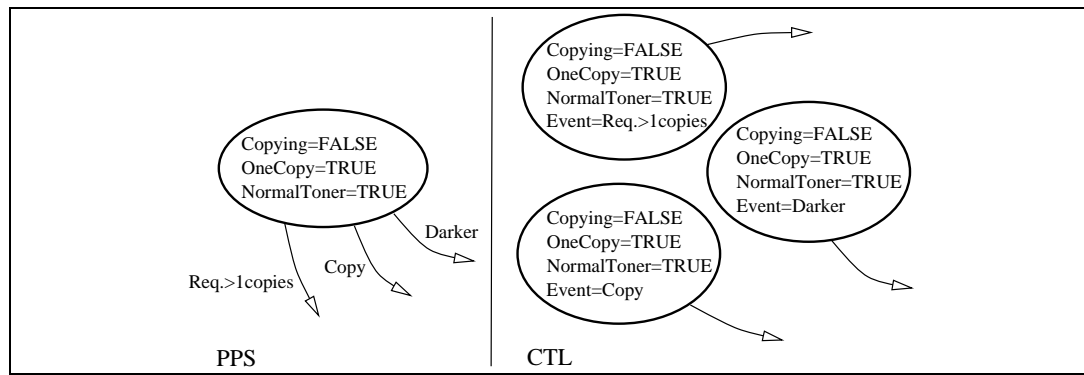 Copying=FALSE
OneCopy=TRUE
NormalToner=TRUE
Darker
Copy
Req.>1copies
PPS
Copying=FALSE
OneCopy=TRUE
NormalToner=TRUE
Event=Req.>1copies
Copying=FALSE
OneCopy=TRUE
NormalToner=TRUE
Event=Darker
Copying=FALSE
OneCopy=TRUE
NormalToner=TRUE
Event=Copy
CTL